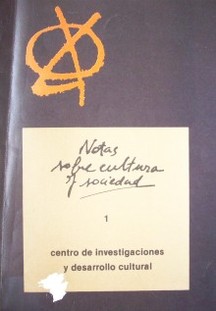 Notas
sobre cultura
y sociedad
1
centro de investigaciones
y desarrollo cultural